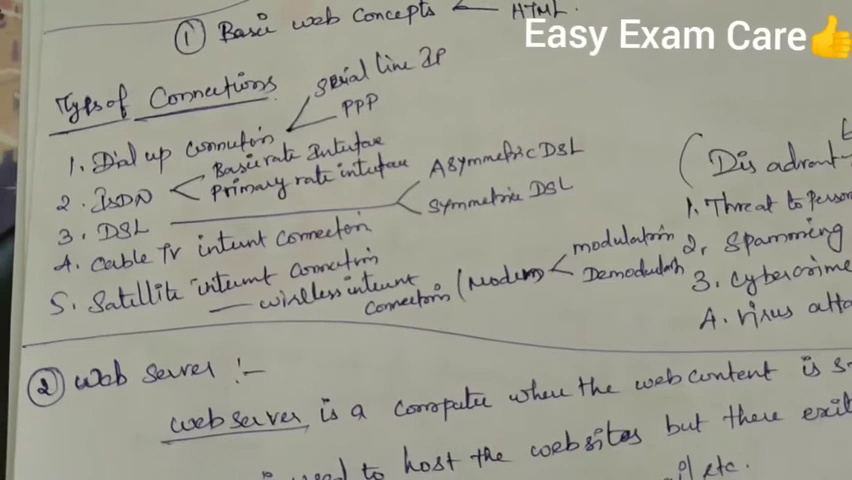 ① Basic web concepts — HTML.
Easy Exam Care👍
Types of Connections
Serial Line IP
PPP
1. Dial up connection
2. ISDN
Basic rate Interface
Primary rate interface
3. DSL
Asymmetric DSL
Symmetric DSL
4. Cable TV internet Connection
5. Satellite internet Connection
— wireless internet
Connections (Modem
modulation
Demodulation
(Disadvant
1. Threat to person
2. Spamming
3. Cybercrime
4. virus atta
② Web server :-
web server is a computer where the web content is s
used to host the websites but there exit
etc.